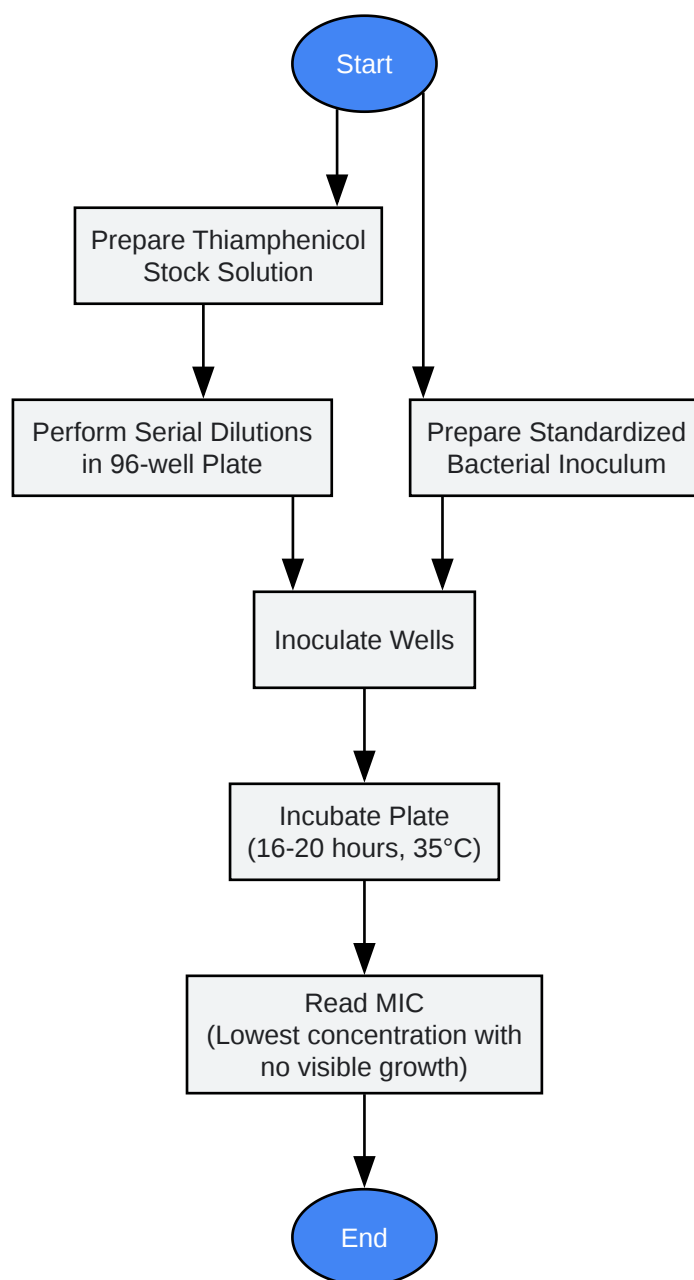 Start
Prepare Thiamphenicol
Stock Solution
Perform Serial Dilutions
in 96-well Plate
Prepare Standardized
Bacterial Inoculum
Inoculate Wells
Incubate Plate
(16-20 hours, 35°C)
Read MIC
(Lowest concentration with
no visible growth)
End